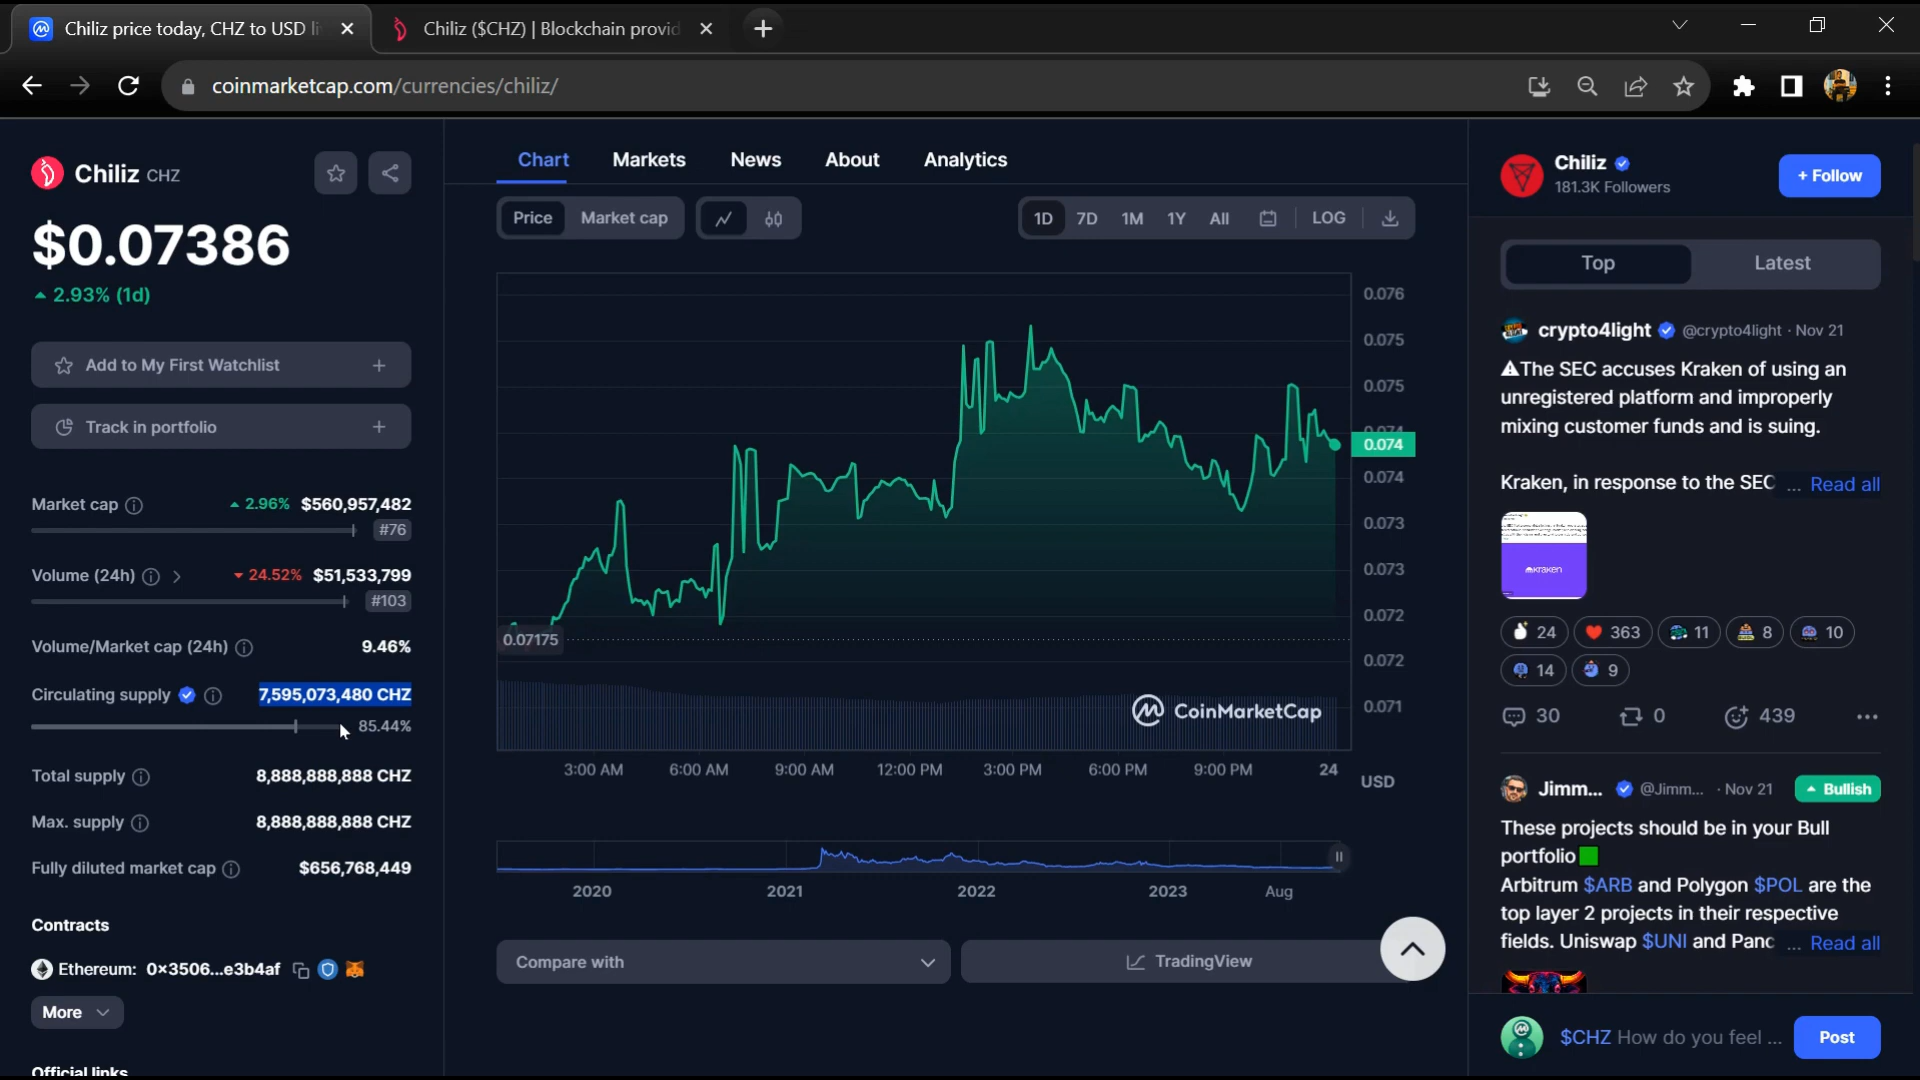 Chiliz price today, CHZ to USD li
Chiliz ($CHZ) | Blockchain provid
coinmarketcap.com/currencies/chiliz/
Chiliz CHZ
$0.07386
2.93% (1d)
Add to My First Watchlist
Track in portfolio
Market cap 2.96% $560,957,482
#76
Volume (24h) 24.52% $51,533,799
#103
Volume/Market cap (24h) 9.46%
Circulating supply 7,595,073,480 CHZ
85.44%
Total supply 8,888,888,888 CHZ
Max. supply 8,888,888,888 CHZ
Fully diluted market cap $656,768,449
Contracts
Ethereum: 0x3506...e3b4af
More
Official links
Chart Markets News About Analytics
Price Market cap
1D 7D 1M 1Y All LOG
0.076
0.075
0.075
0.074
0.074
0.074
0.073
0.073
0.072
0.072
0.071
0.07175
CoinMarketCap
3:00 AM 6:00 AM 9:00 AM 12:00 PM 3:00 PM 6:00 PM 9:00 PM 24
USD
2020 2021 2022 2023 Aug
Compare with
TradingView
Chiliz
181.3K Followers
+ Follow
Top Latest
crypto4light @crypto4light · Nov 21
⚠The SEC accuses Kraken of using an
unregistered platform and improperly
mixing customer funds and is suing.
Kraken, in response to the SEC ... Read all
kraken
24 363 11 8 10
14 9
30 0 439
Jimm... @Jimm... · Nov 21 Bullish
These projects should be in your Bull
portfolio
Arbitrum $ARB and Polygon $POL are the
top layer 2 projects in their respective
fields. Uniswap $UNI and Panc ... Read all
$CHZ How do you feel ...
Post